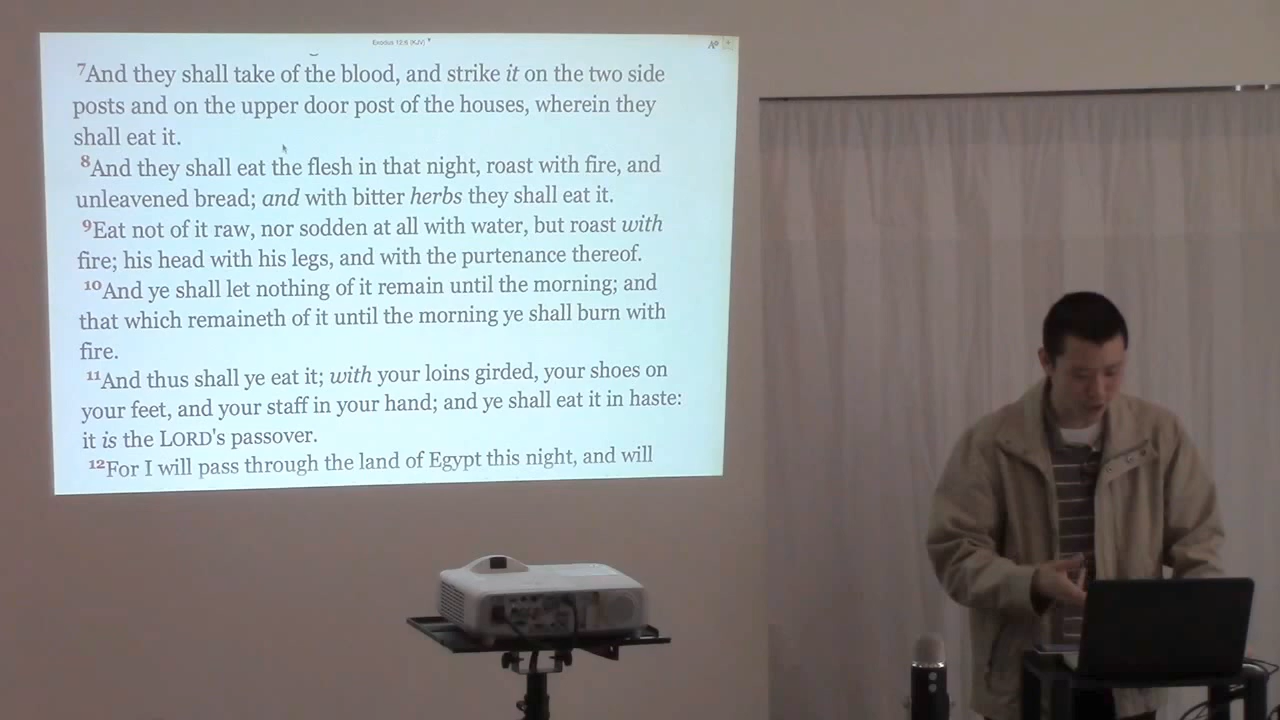 Exodus 12:6 (KJV)
7And they shall take of the blood, and strike it on the two side
posts and on the upper door post of the houses, wherein they
shall eat it.
8And they shall eat the flesh in that night, roast with fire, and
unleavened bread; and with bitter herbs they shall eat it.
9Eat not of it raw, nor sodden at all with water, but roast with
fire; his head with his legs, and with the purtenance thereof.
10And ye shall let nothing of it remain until the morning; and
that which remaineth of it until the morning ye shall burn with
fire.
11And thus shall ye eat it; with your loins girded, your shoes on
your feet, and your staff in your hand; and ye shall eat it in haste:
it is the LORD's passover.
12For I will pass through the land of Egypt this night, and will